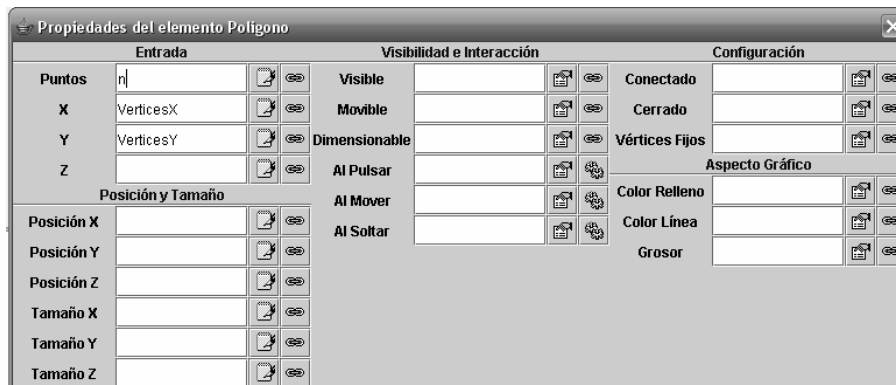 Propiedades del elemento Polígono
Entrada
Puntos n
X VerticesX
Y VerticesY
Z
Posición y Tamaño
Posición X
Posición Y
Posición Z
Tamaño X
Tamaño Y
Tamaño Z
Visibilidad e Interacción
Visible
Movible
Dimensionable
Al Pulsar
Al Mover
Al Soltar
Configuración
Conectado
Cerrado
Vértices Fijos
Aspecto Gráfico
Color Relleno
Color Línea
Grosor